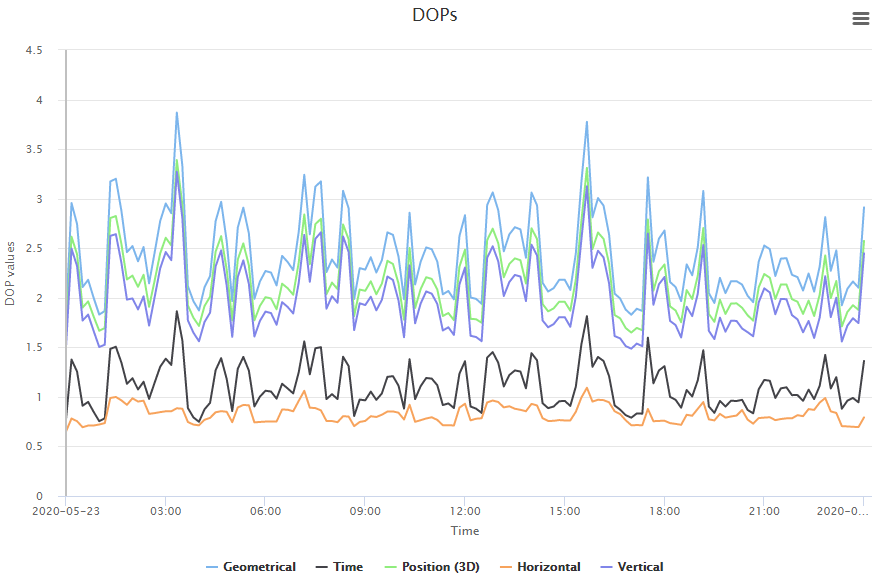 DOPs
4.5
4
3.5
3
2.5
2
1.5
1
0.5
0
DOP values
2020-05-23 03:00 06:00 09:00 12:00 15:00 18:00 21:00 2020-0...
Time
Geometrical Time Position (3D) Horizontal Vertical